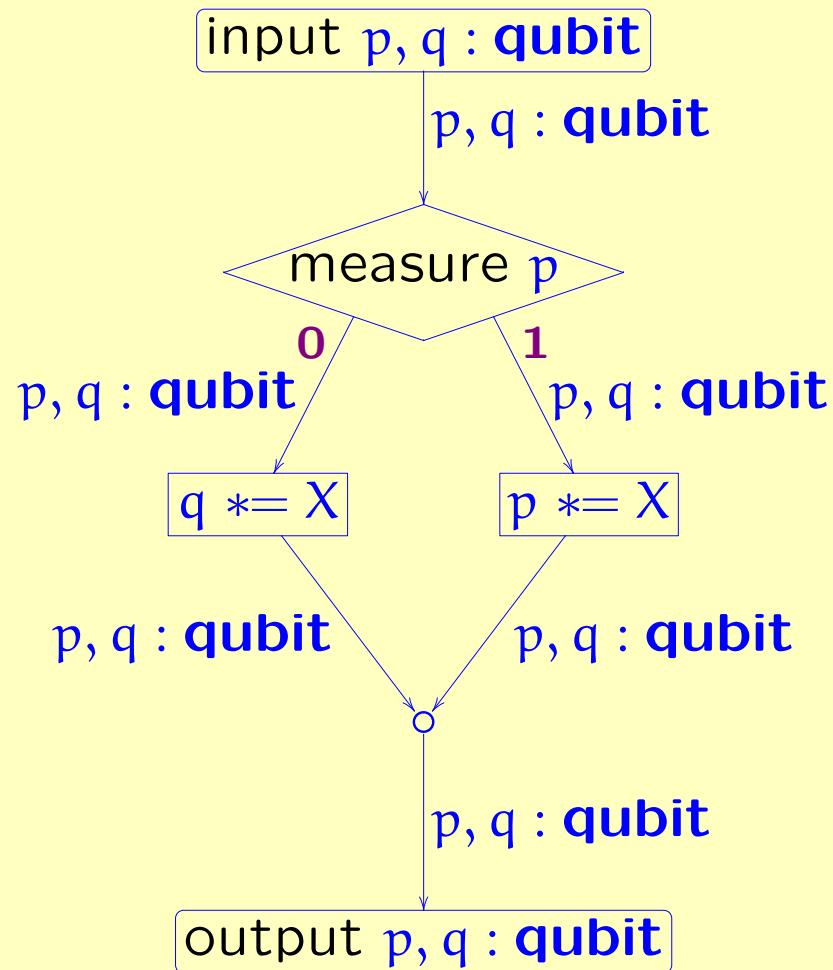 input p, q : qubit
p, q : qubit
measure p
0 1
p, q : qubit p, q : qubit
q *= X p *= X
p, q : qubit p, q : qubit
p, q : qubit
output p, q : qubit